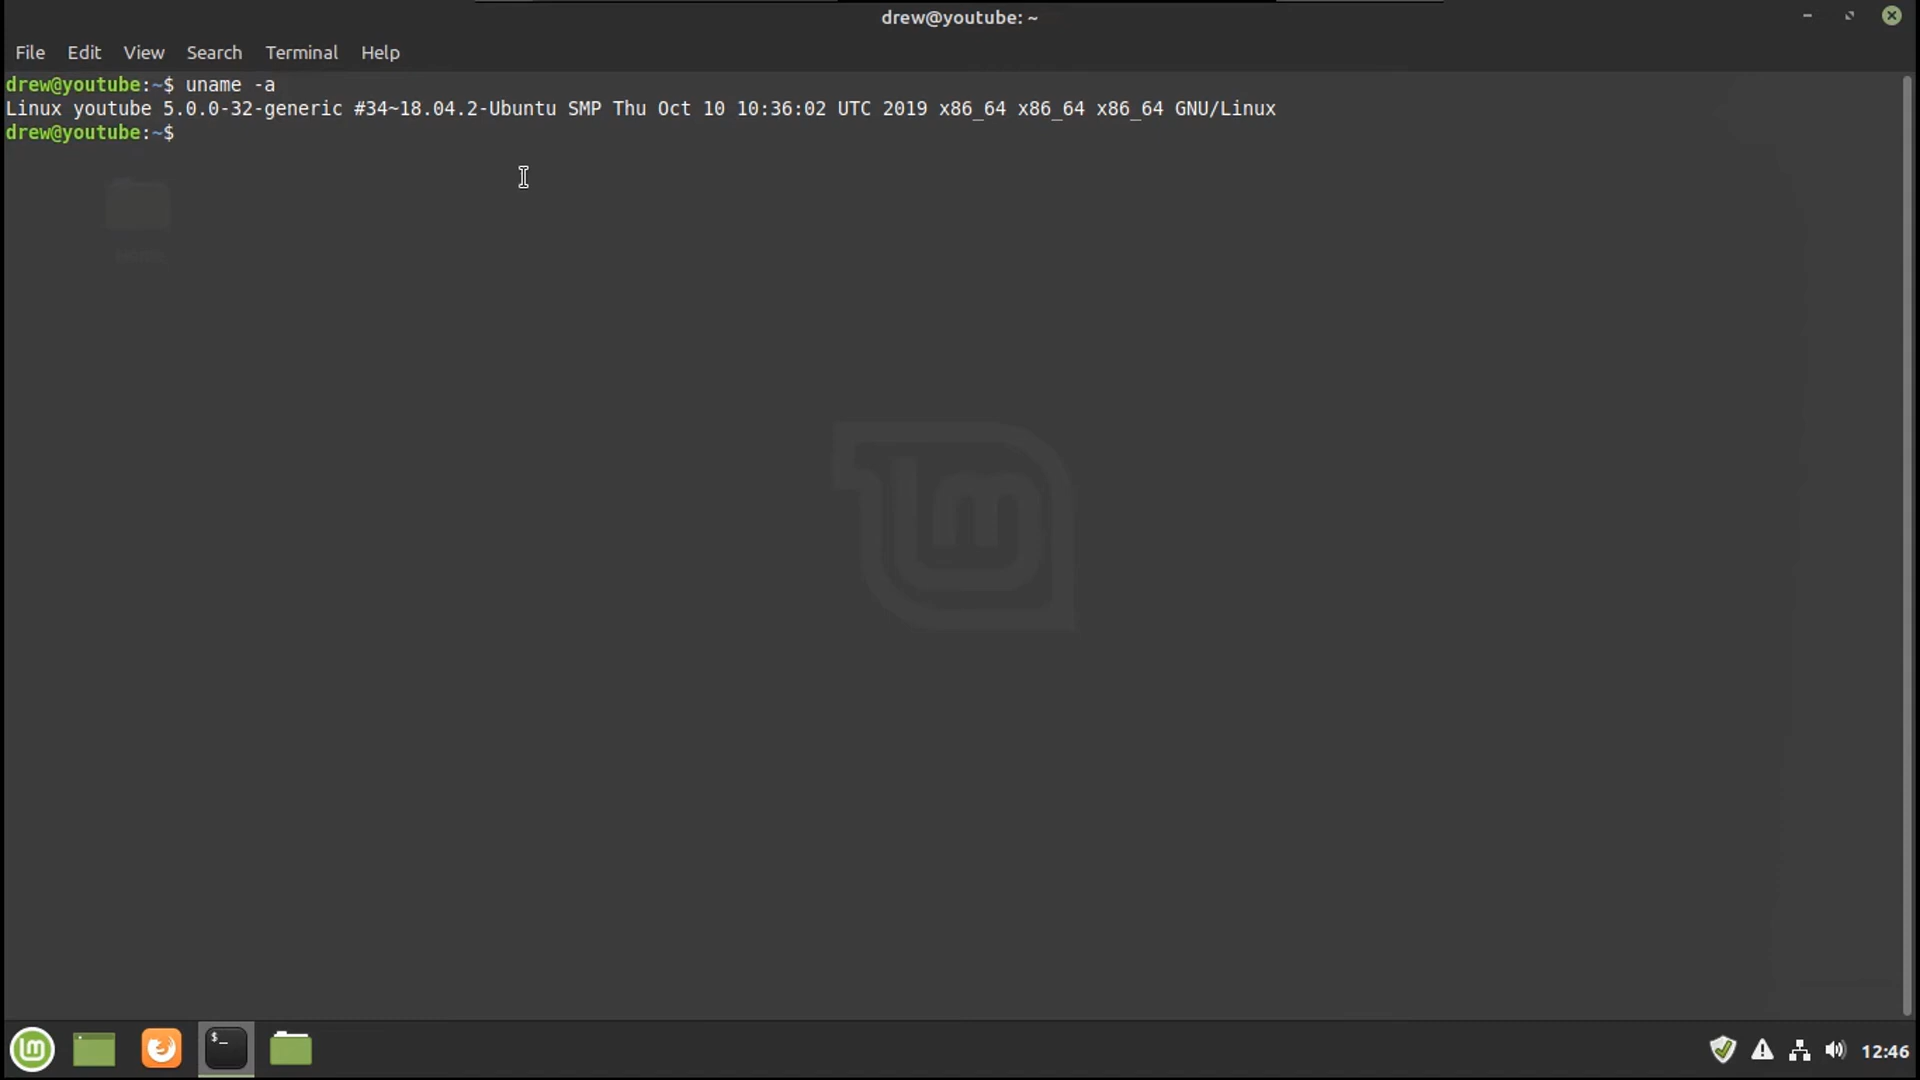 drew@youtube: ~
File Edit View Search Terminal Help
drew@youtube:~$ uname -a
Linux youtube 5.0.0-32-generic #34~18.04.2-Ubuntu SMP Thu Oct 10 10:36:02 UTC 2019 x86_64 x86_64 x86_64 GNU/Linux
drew@youtube:~$
lm
$_
12:46